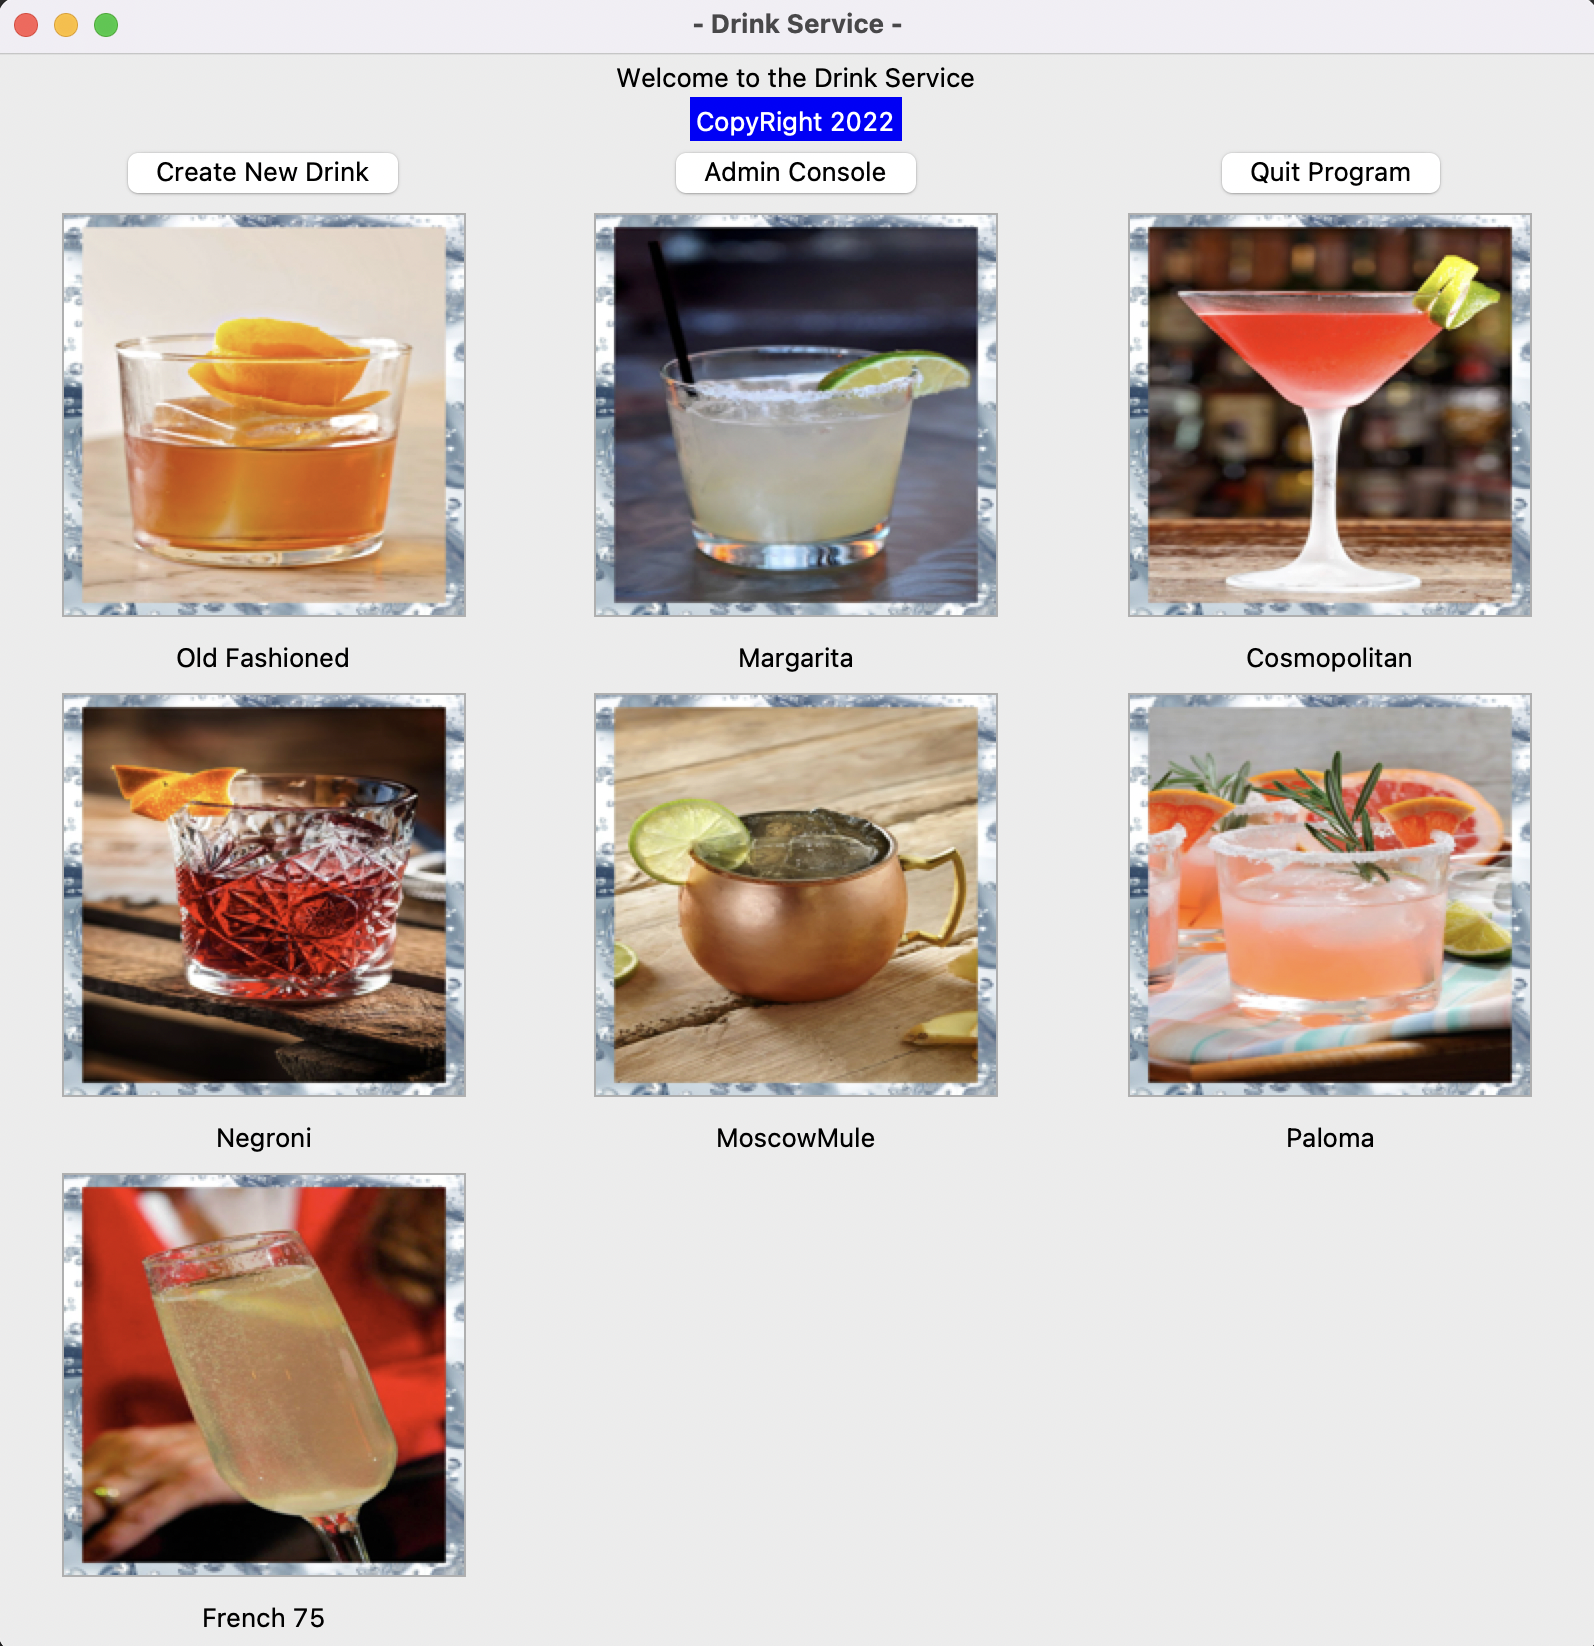 - Drink Service -
Welcome to the Drink Service
CopyRight 2022
Create New Drink
Admin Console
Quit Program
Old Fashioned
Margarita
Cosmopolitan
Negroni
MoscowMule
Paloma
French 75